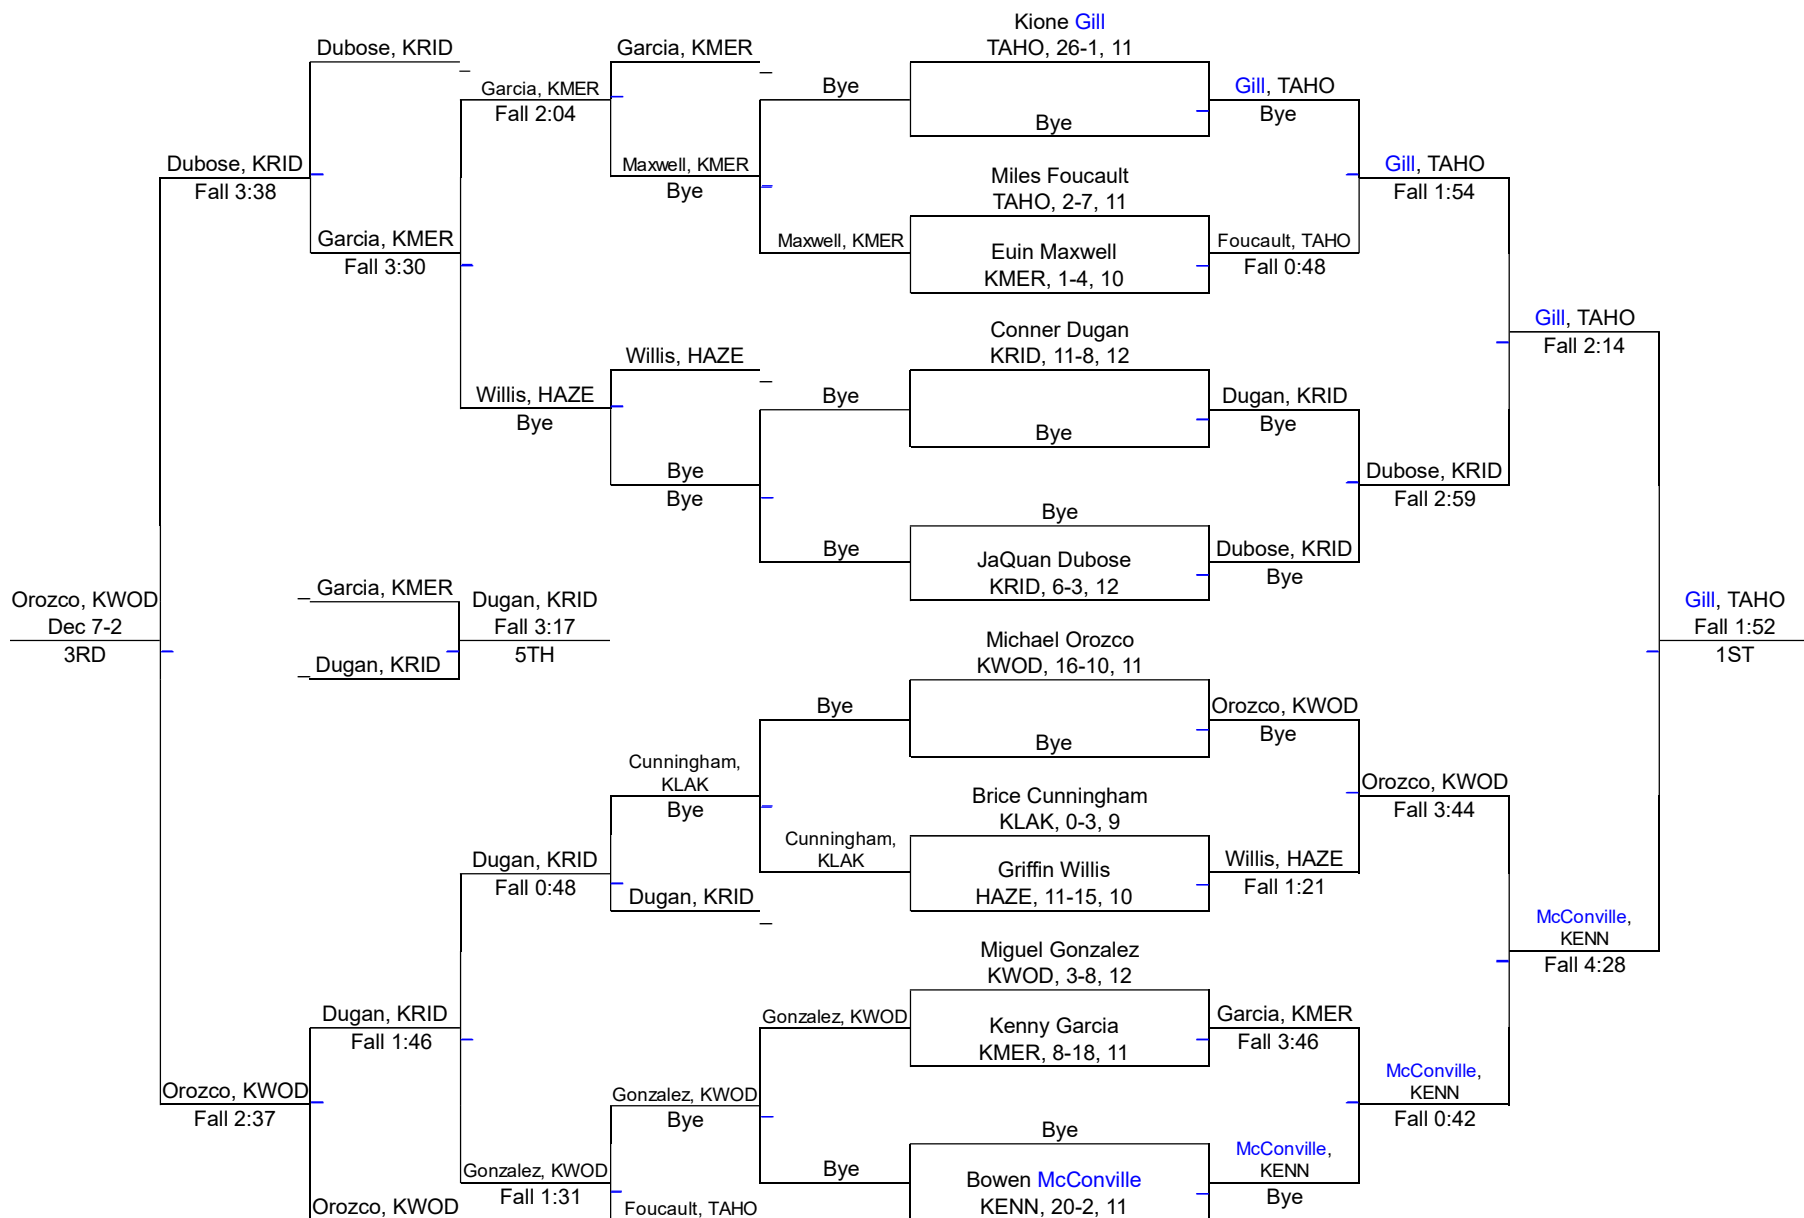 Kione Gill
TAHO, 26-1, 11
Dubose, KRID
Garcia, KMER
Garcia, KMER
Fall 2:04
Bye
Gill, TAHO
Bye
Bye
Dubose, KRID
Fall 3:38
Maxwell, KMER
Bye
Miles Foucault
TAHO, 2-7, 11
Gill, TAHO
Fall 1:54
Garcia, KMER
Fall 3:30
Maxwell, KMER
Euin Maxwell
KMER, 1-4, 10
Foucault, TAHO
Fall 0:48
Conner Dugan
KRID, 11-8, 12
Gill, TAHO
Fall 2:14
Willis, HAZE
Willis, HAZE
Bye
Bye
Bye
Dugan, KRID
Bye
Bye
Bye
Dubose, KRID
Fall 2:59
Bye
Bye
JaQuan Dubose
KRID, 6-3, 12
Dubose, KRID
Bye
Orozco, KWOD
Dec 7-2
3RD
Garcia, KMER
Dugan, KRID
Dugan, KRID
Fall 3:17
5TH
Gill, TAHO
Fall 1:52
1ST
Michael Orozco
KWOD, 16-10, 11
Bye
Bye
Orozco, KWOD
Bye
Cunningham,
KLAK
Bye
Brice Cunningham
KLAK, 0-3, 9
Orozco, KWOD
Fall 3:44
Dugan, KRID
Fall 0:48
Cunningham,
KLAK
Griffin Willis
HAZE, 11-15, 10
Willis, HAZE
Fall 1:21
Dugan, KRID
Miguel Gonzalez
KWOD, 3-8, 12
McConville,
KENN
Fall 4:28
Dugan, KRID
Fall 1:46
Gonzalez, KWOD
Kenny Garcia
KMER, 8-18, 11
Garcia, KMER
Fall 3:46
Orozco, KWOD
Fall 2:37
Gonzalez, KWOD
Bye
McConville,
KENN
Fall 0:42
Bye
Gonzalez, KWOD
Fall 1:31
Bye
Bowen McConville
KENN, 20-2, 11
McConville,
KENN
Bye
Orozco, KWOD
Foucault, TAHO